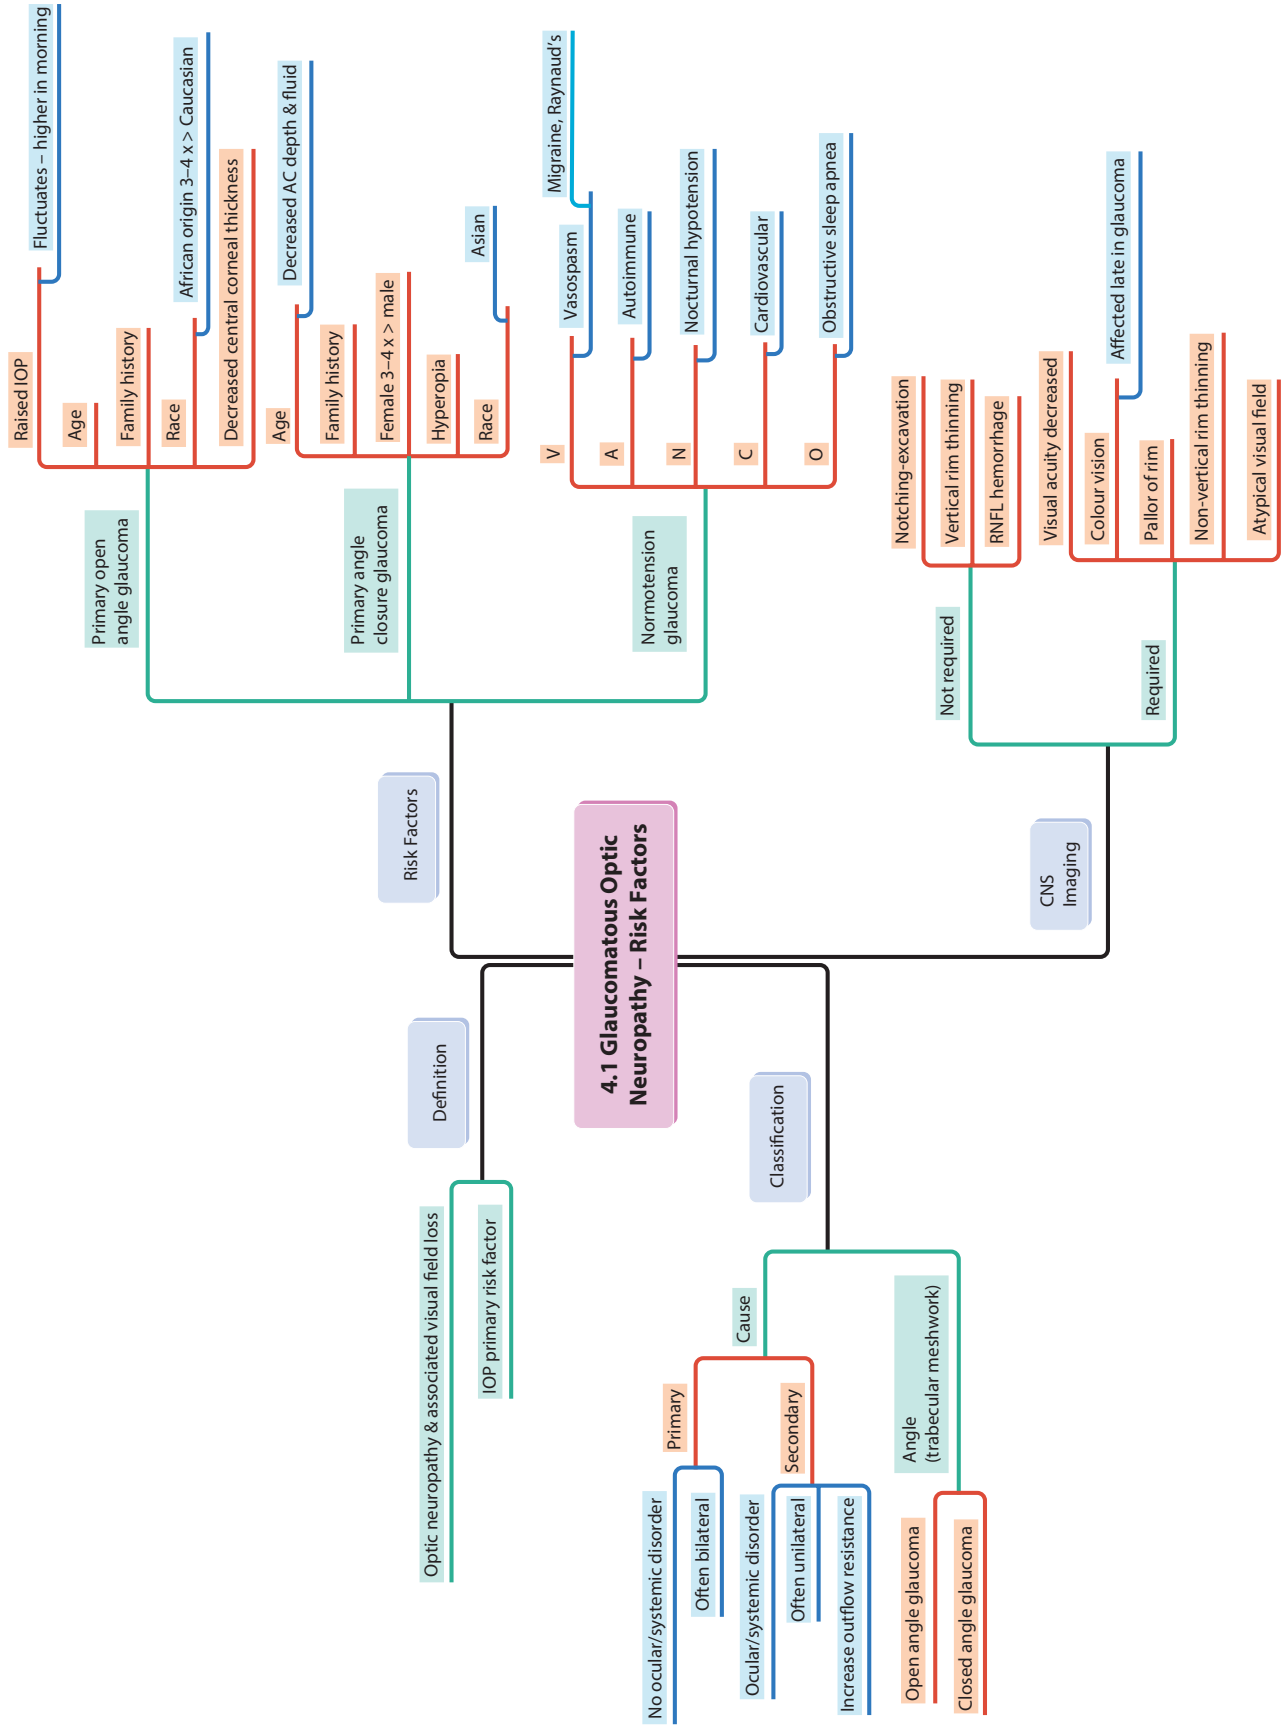 4.1 Glaucomatous Optic
Neuropathy – Risk Factors
Definition
Optic neuropathy & associated visual field loss
IOP primary risk factor
Classification
Cause
Primary
No ocular/systemic disorder
Often bilateral
Secondary
Ocular/systemic disorder
Often unilateral
Increase outflow resistance
Angle
(trabecular meshwork)
Open angle glaucoma
Closed angle glaucoma
Risk Factors
Primary open
angle glaucoma
Raised IOP
Fluctuates – higher in morning
Age
Family history
Race
African origin 3–4 x > Caucasian
Decreased central corneal thickness
Primary angle
closure glaucoma
Age
Decreased AC depth & fluid
Family history
Female 3–4 x > male
Hyperopia
Race
Asian
Normotension
glaucoma
V
Vasospasm
Migraine, Raynaud's
A
Autoimmune
N
Nocturnal hypotension
C
Cardiovascular
O
Obstructive sleep apnea
CNS
Imaging
Not required
Notching-excavation
Vertical rim thinning
RNFL hemorrhage
Required
Visual acuity decreased
Colour vision
Affected late in glaucoma
Pallor of rim
Non-vertical rim thinning
Atypical visual field